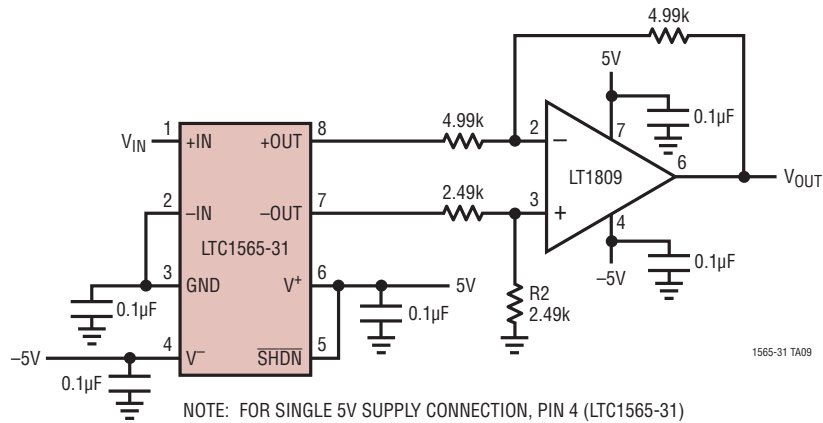 4.99k
5V
0.1µF
7
4.99k
2
–
LT1809
6
VOUT
2.49k
3
+
4
0.1µF
–5V
R2
2.49k
VIN
1
+IN
+OUT
8
2
–IN
–OUT
7
LTC1565-31
3
GND
V+
6
5V
0.1µF
0.1µF
–5V
4
V–
SHDN
5
0.1µF
1565-31 TA09
NOTE: FOR SINGLE 5V SUPPLY CONNECTION, PIN 4 (LTC1565-31)